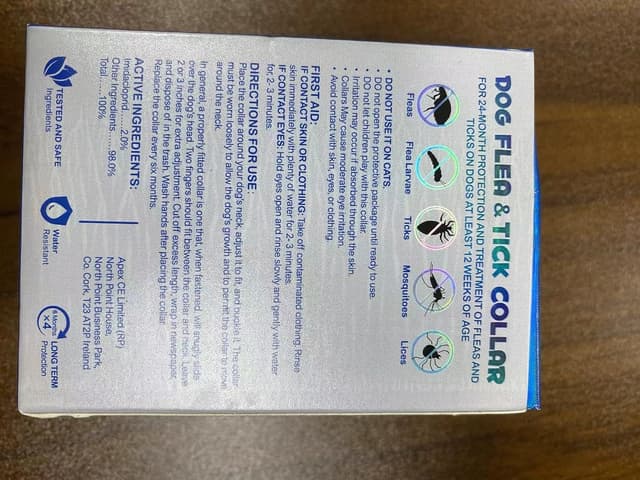 DOG FLEA & TICK COLLAR
FOR 24-MONTH PROTECTION AND TREATMENT OF FLEAS AND
TICKS ON DOGS AT LEAST 12 WEEKS OF AGE
Fleas
Flea Larvae
Ticks
Mosquitoes
Lices
• DO NOT USE IT ON CATS.
• Do not open the protective package until ready to use.
• Do not let children play with this collar.
• Irritation may occur if absorbed through the skin.
• Collars May cause moderate eye irritation.
• Avoid contact with skin, eyes, or clothing.
FIRST AID:
IF CONTACT SKIN OR CLOTHING: Take off contaminated clothing. Rinse
skin immediately with plenty of water for 2- 3 minutes.
IF CONTACT EYES: Hold eyes open and rinse slowly and gently with water
for 2- 3 minutes.
DIRECTIONS FOR USE:
Place the collar around your dog's neck, adjust it to fit, and buckle it. The collar
must be worn loosely to allow the dog's growth and to permit the collar to move
around the neck.
In general, a properly fitted collar is one that, when fastened, will snugly slide
over the dog's head. Two fingers should fit between the collar and neck. Leave
2 or 3 inches for extra adjustment. Cut off excess length, wrap in newspaper,
and dispose of in the trash. Wash hands after placing the collar.
Replace the collar every six months.
ACTIVE INGREDIENTS:
Imidacloprid......2.0%
Other Ingredients......98.0%
Total......100%
Apex CE Limited (RP)
North Point House,
North Point Business Park,
Co. Cork, T23 AT2P Ireland
TESTED AND SAFE
Ingredients
Water
Resistant
6 Months
×4
LONG TERM
Protection